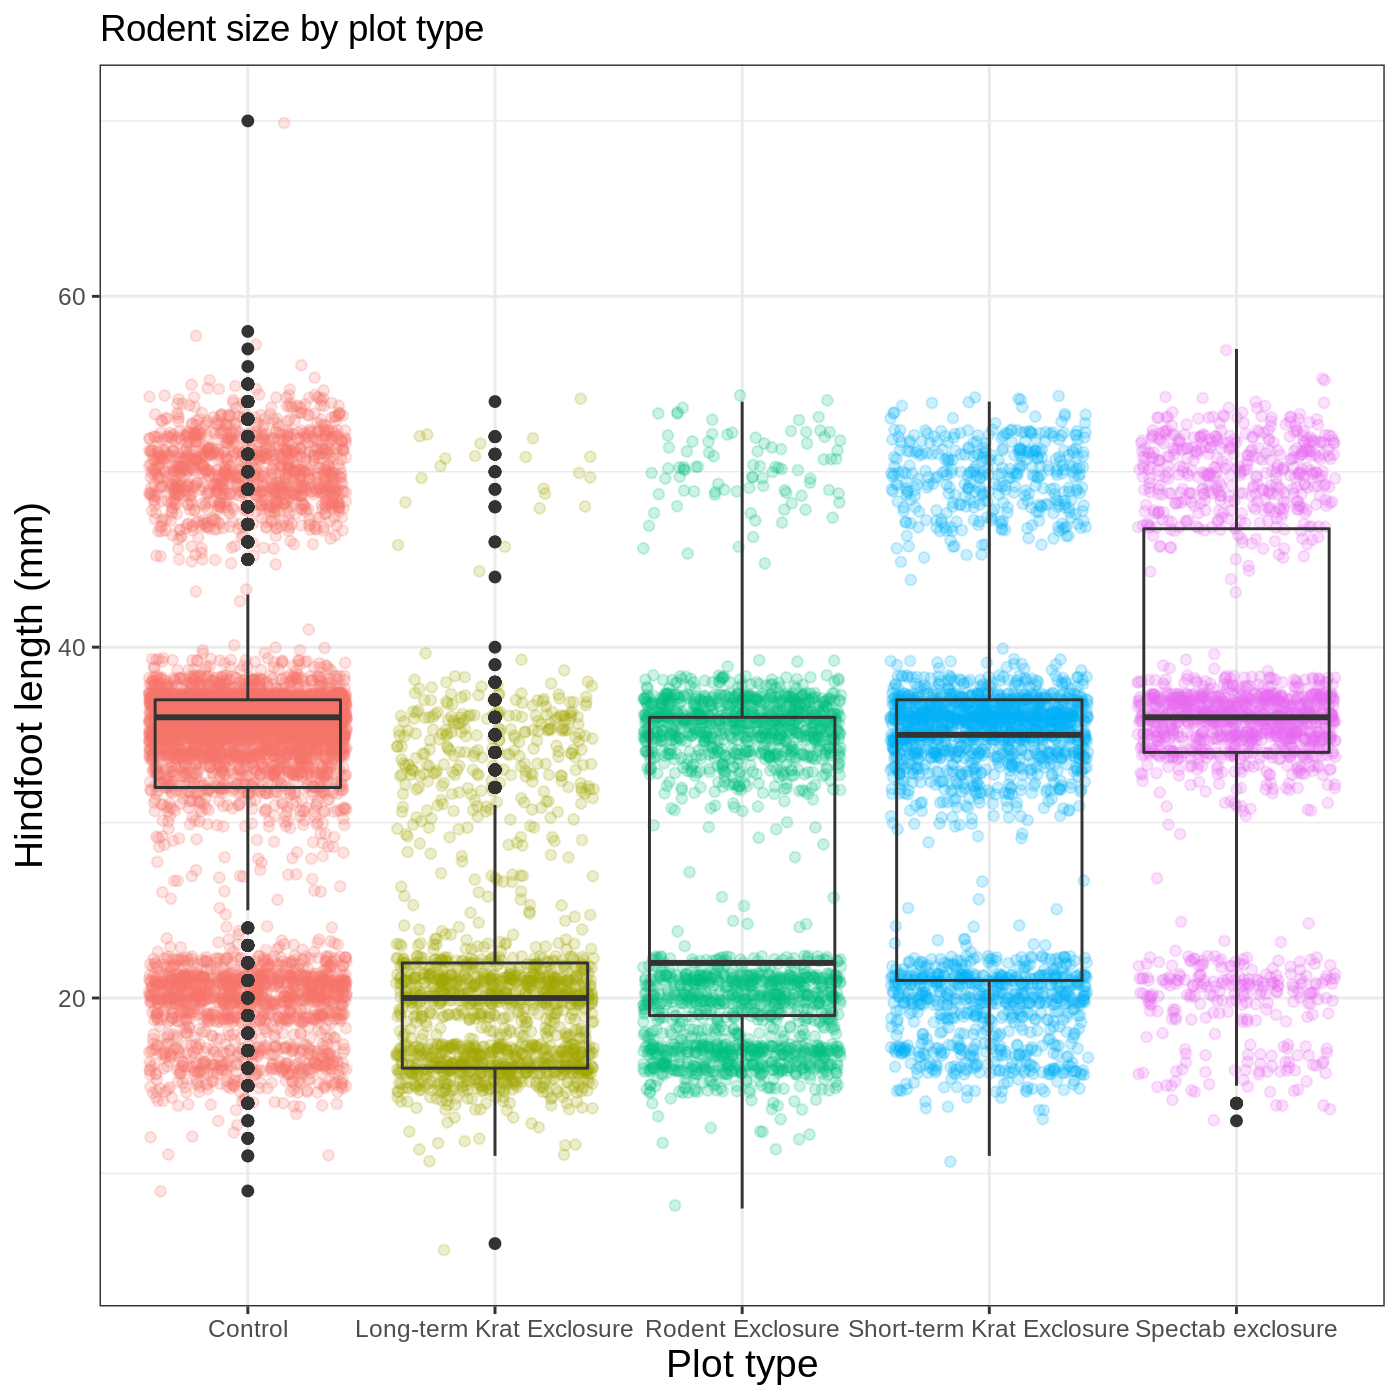 Rodent size by plot type
Hindfoot length (mm)
60
40
20
Control
Long-term Krat Exclosure
Rodent Exclosure
Short-term Krat Exclosure
Spectab exclosure
Plot type